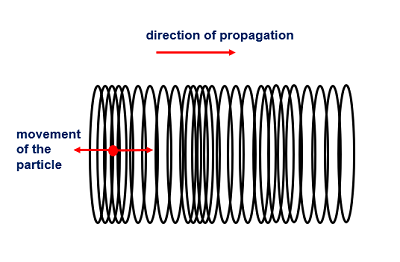 direction of propagation
movement
of the
particle